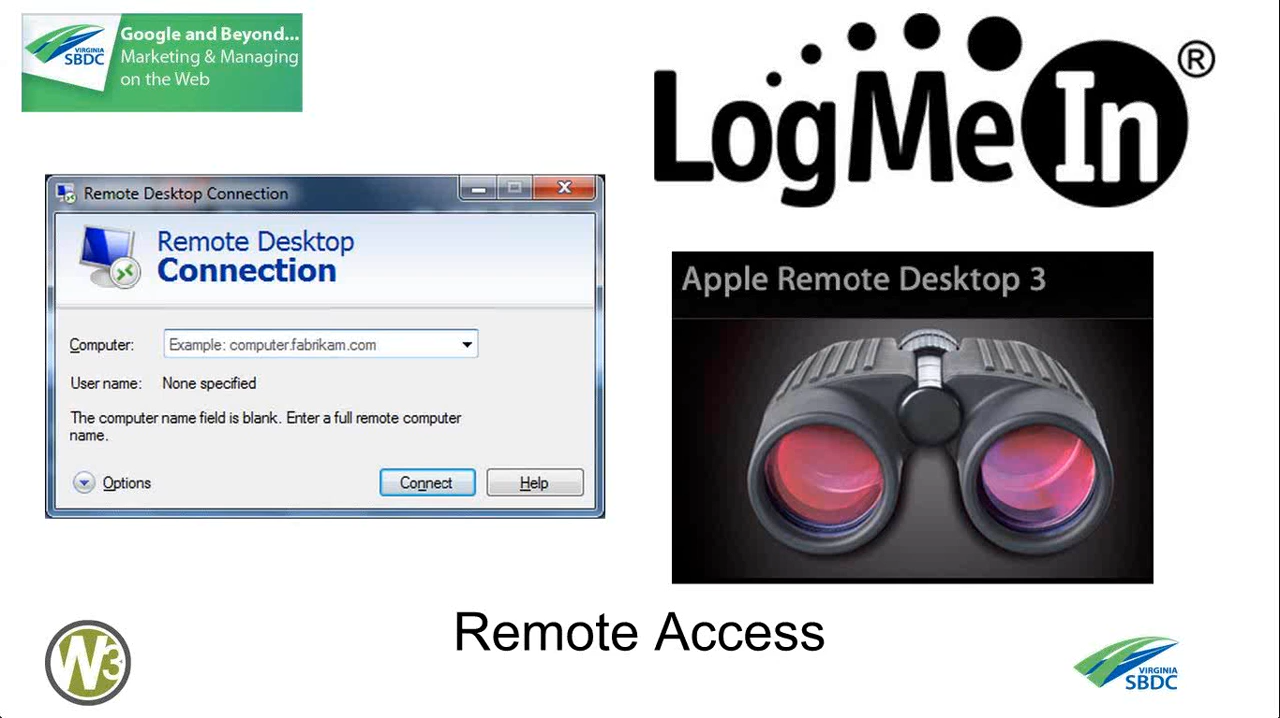 Google and Beyond...
Marketing & Managing
on the Web
VIRGINIA
SBDC
LogMeIn®
Remote Desktop Connection
Remote Desktop
Connection
Computer:
Example: computer.fabrikam.com
User name: None specified
The computer name field is blank. Enter a full remote computer
name.
Options
Connect
Help
Apple Remote Desktop 3
Remote Access
W3
VIRGINIA
SBDC